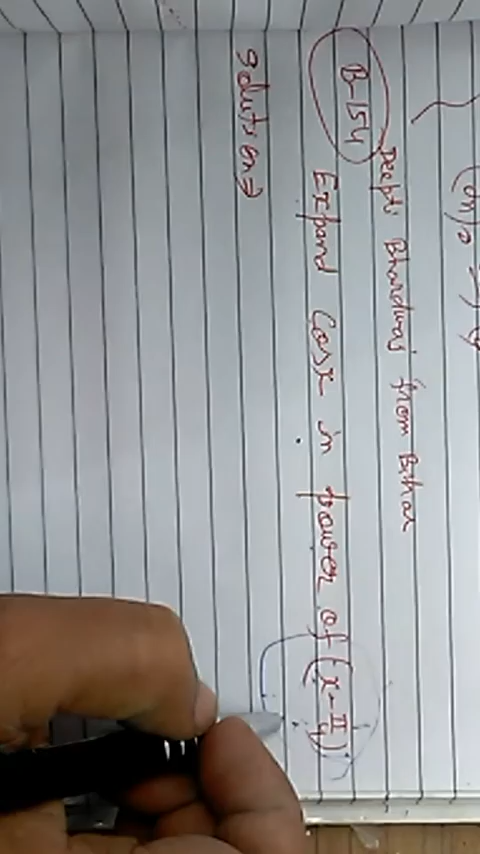 Deepti Bhardwaj from Bihar
B-154 Expand Cosx in power of (x - π/4)
Solution ⇒